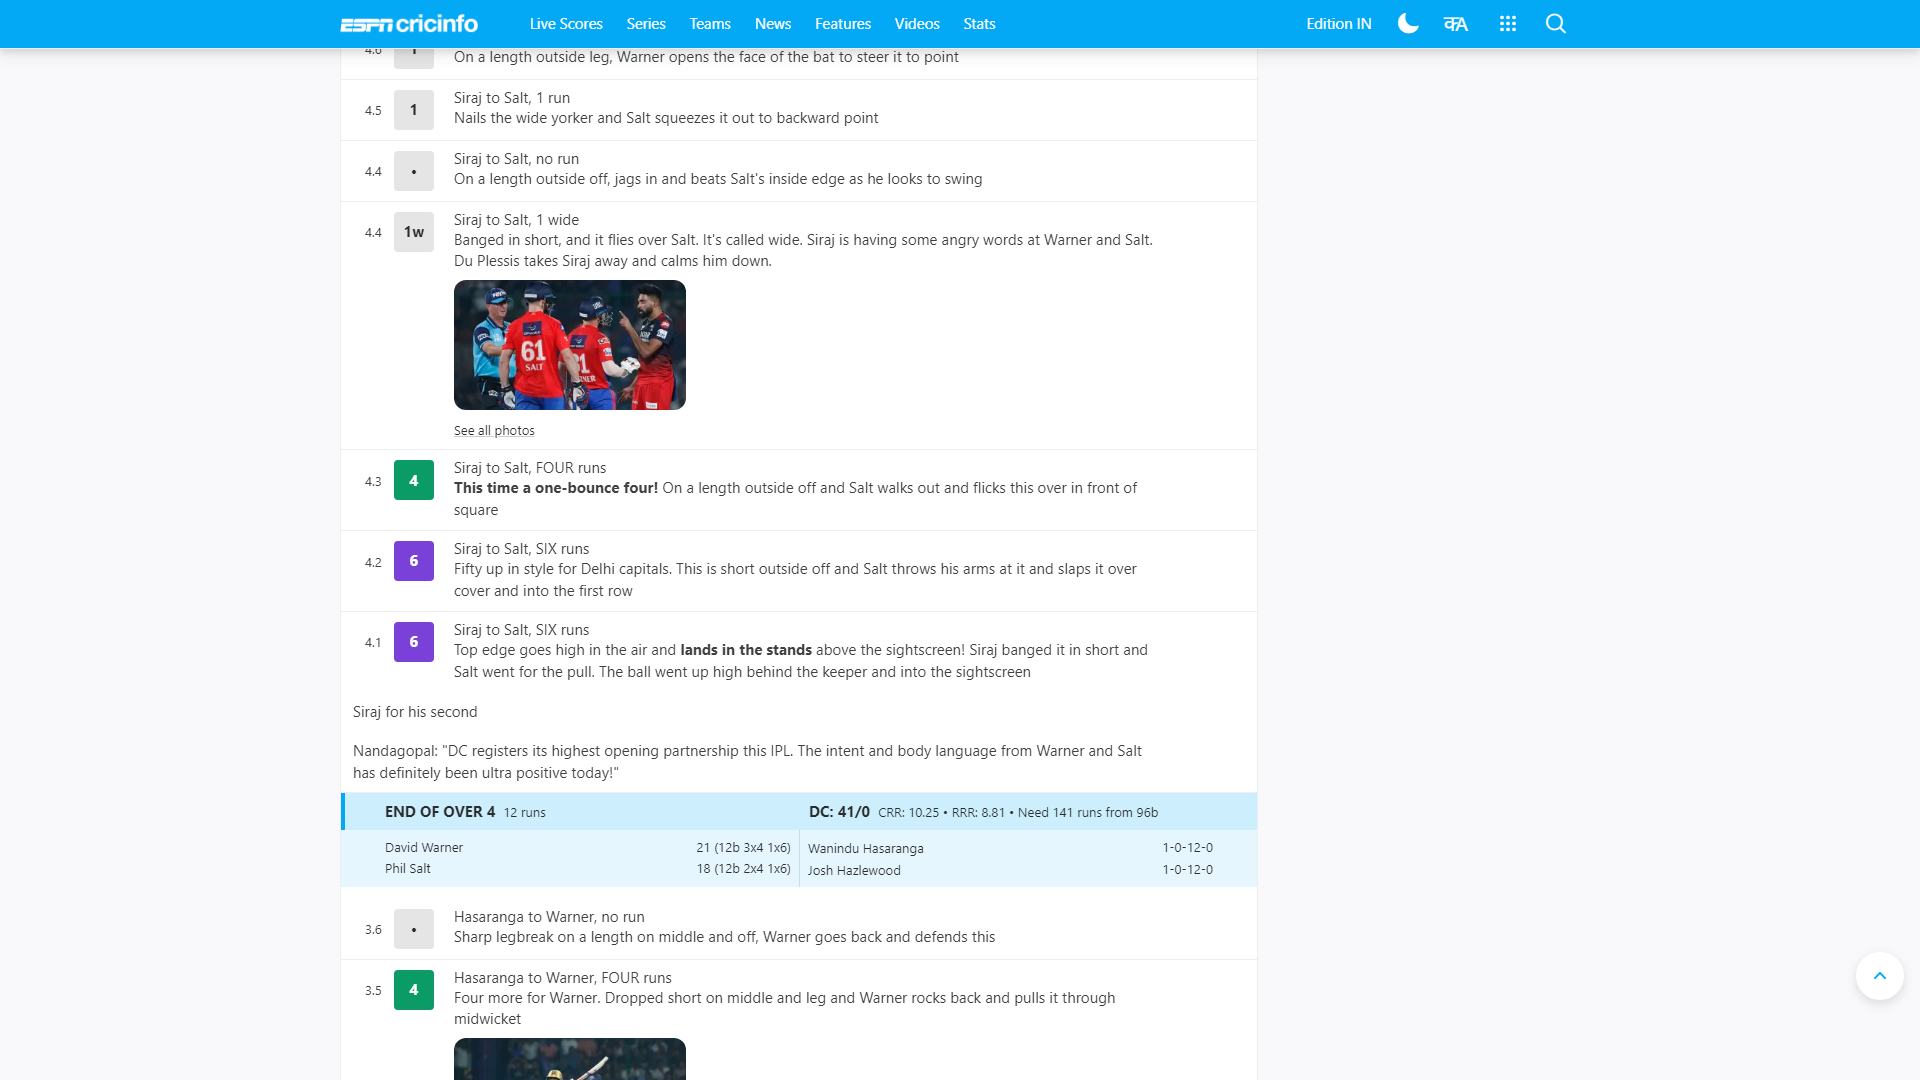 ESPN cricinfo Live Scores Series Teams News Features Videos Stats Edition IN क A
4.6 1
On a length outside leg, Warner opens the face of the bat to steer it to point
Siraj to Salt, 1 run
4.5 1
Nails the wide yorker and Salt squeezes it out to backward point
Siraj to Salt, no run
4.4 •
On a length outside off, jags in and beats Salt's inside edge as he looks to swing
Siraj to Salt, 1 wide
4.4 1w
Banged in short, and it flies over Salt. It's called wide. Siraj is having some angry words at Warner and Salt.
Du Plessis takes Siraj away and calms him down.
61
SALT
See all photos
Siraj to Salt, FOUR runs
4.3 4
This time a one-bounce four! On a length outside off and Salt walks out and flicks this over in front of
square
Siraj to Salt, SIX runs
4.2 6
Fifty up in style for Delhi capitals. This is short outside off and Salt throws his arms at it and slaps it over
cover and into the first row
Siraj to Salt, SIX runs
4.1 6
Top edge goes high in the air and lands in the stands above the sightscreen! Siraj banged it in short and
Salt went for the pull. The ball went up high behind the keeper and into the sightscreen
Siraj for his second
Nandagopal: "DC registers its highest opening partnership this IPL. The intent and body language from Warner and Salt
has definitely been ultra positive today!"
END OF OVER 4 12 runs DC: 41/0 CRR: 10.25 • RRR: 8.81 • Need 141 runs from 96b
David Warner 21 (12b 3x4 1x6) Wanindu Hasaranga 1-0-12-0
Phil Salt 18 (12b 2x4 1x6) Josh Hazlewood 1-0-12-0
Hasaranga to Warner, no run
3.6 •
Sharp legbreak on a length on middle and off, Warner goes back and defends this
Hasaranga to Warner, FOUR runs
3.5 4
Four more for Warner. Dropped short on middle and leg and Warner rocks back and pulls it through
midwicket